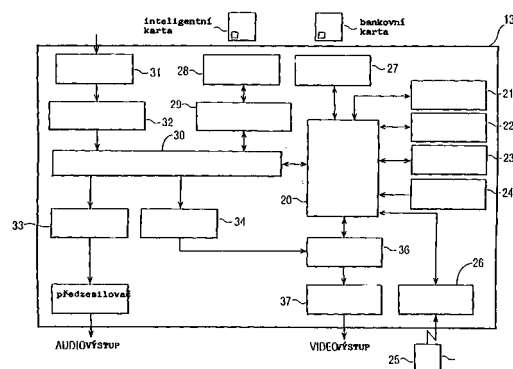 inteligentní
karta
bankovní
karta
13
31
28
27
21
32
29
22
30
23
20
24
33
34
36
26
předzesilovač
37
AUDIOVÝSTUP
VIDEOVÝSTUP
25